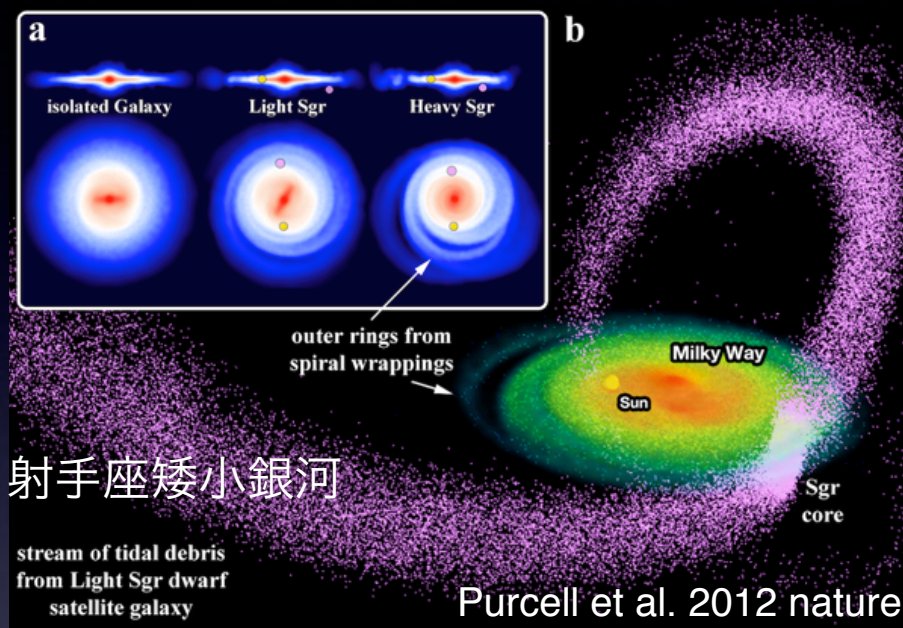 a
b
isolated Galaxy
Light Sgr
Heavy Sgr
outer rings from
spiral wrappings
Milky Way
Sun
射手座矮小銀河
Sgr
core
stream of tidal debris
from Light Sgr dwarf
satellite galaxy
Purcell et al. 2012 nature